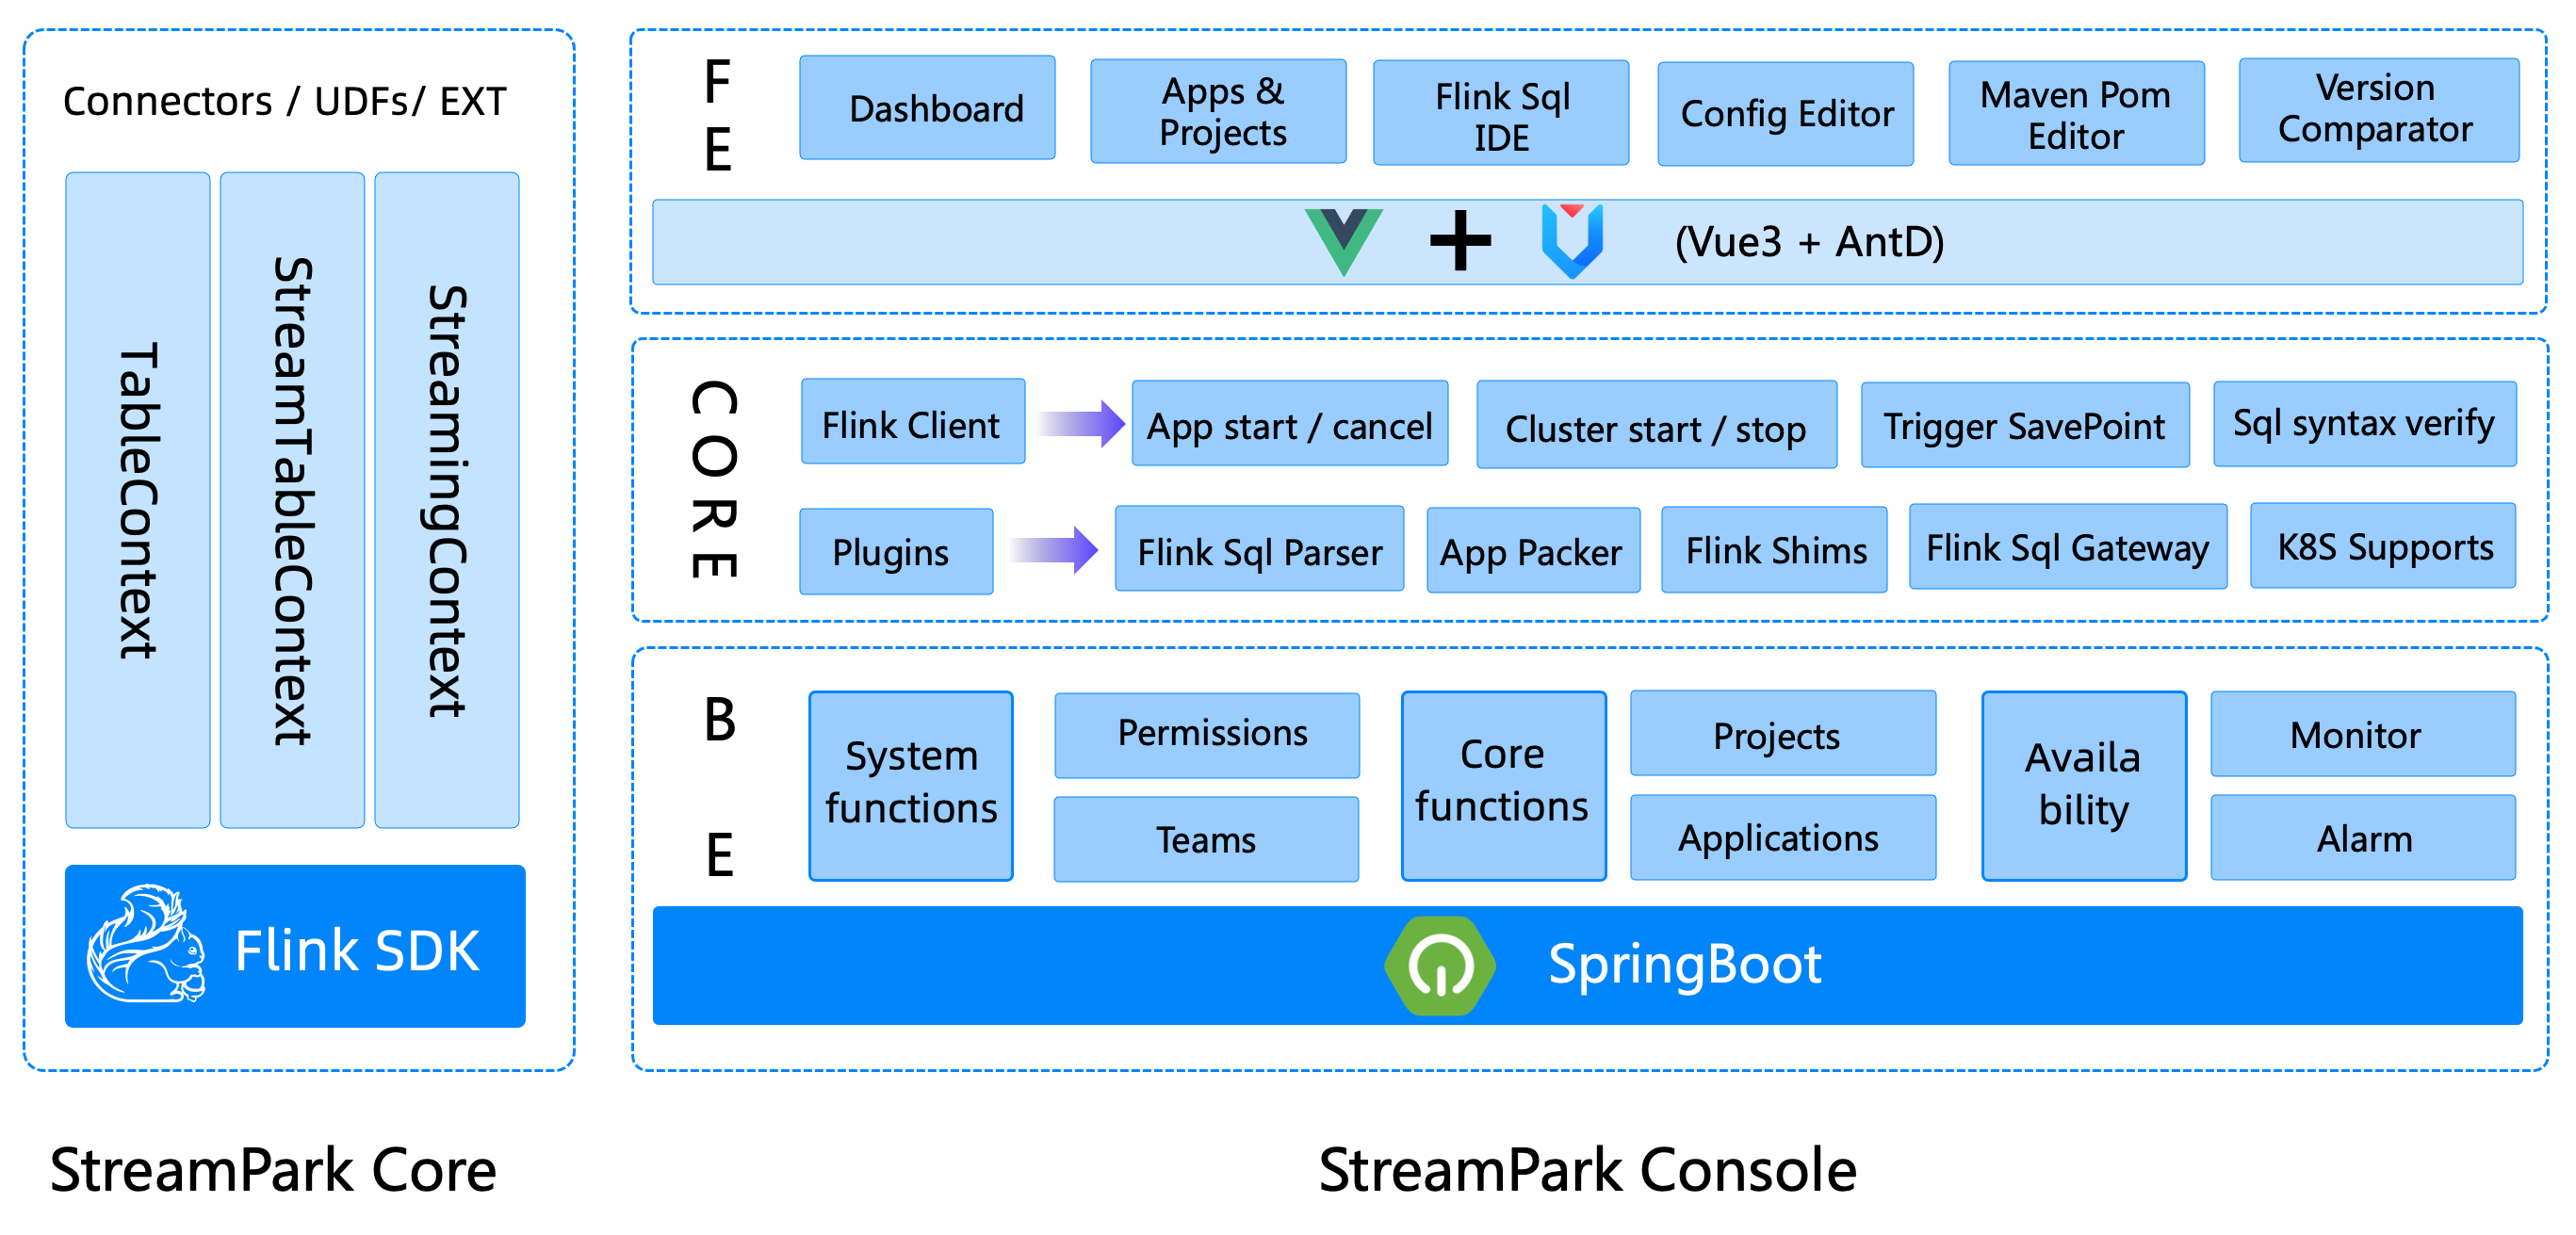 Connectors / UDFs/ EXT
TableContext
StreamTableContext
StreamingContext
Flink SDK
StreamPark Core
F
E
Dashboard
Apps &
Projects
Flink Sql
IDE
Config Editor
Maven Pom
Editor
Version
Comparator
(Vue3 + AntD)
CORE
Flink Client
App start / cancel
Cluster start / stop
Trigger SavePoint
Sql syntax verify
Plugins
Flink Sql Parser
App Packer
Flink Shims
Flink Sql Gateway
K8S Supports
B
E
System
functions
Permissions
Teams
Core
functions
Projects
Applications
Availa
bility
Monitor
Alarm
SpringBoot
StreamPark Console